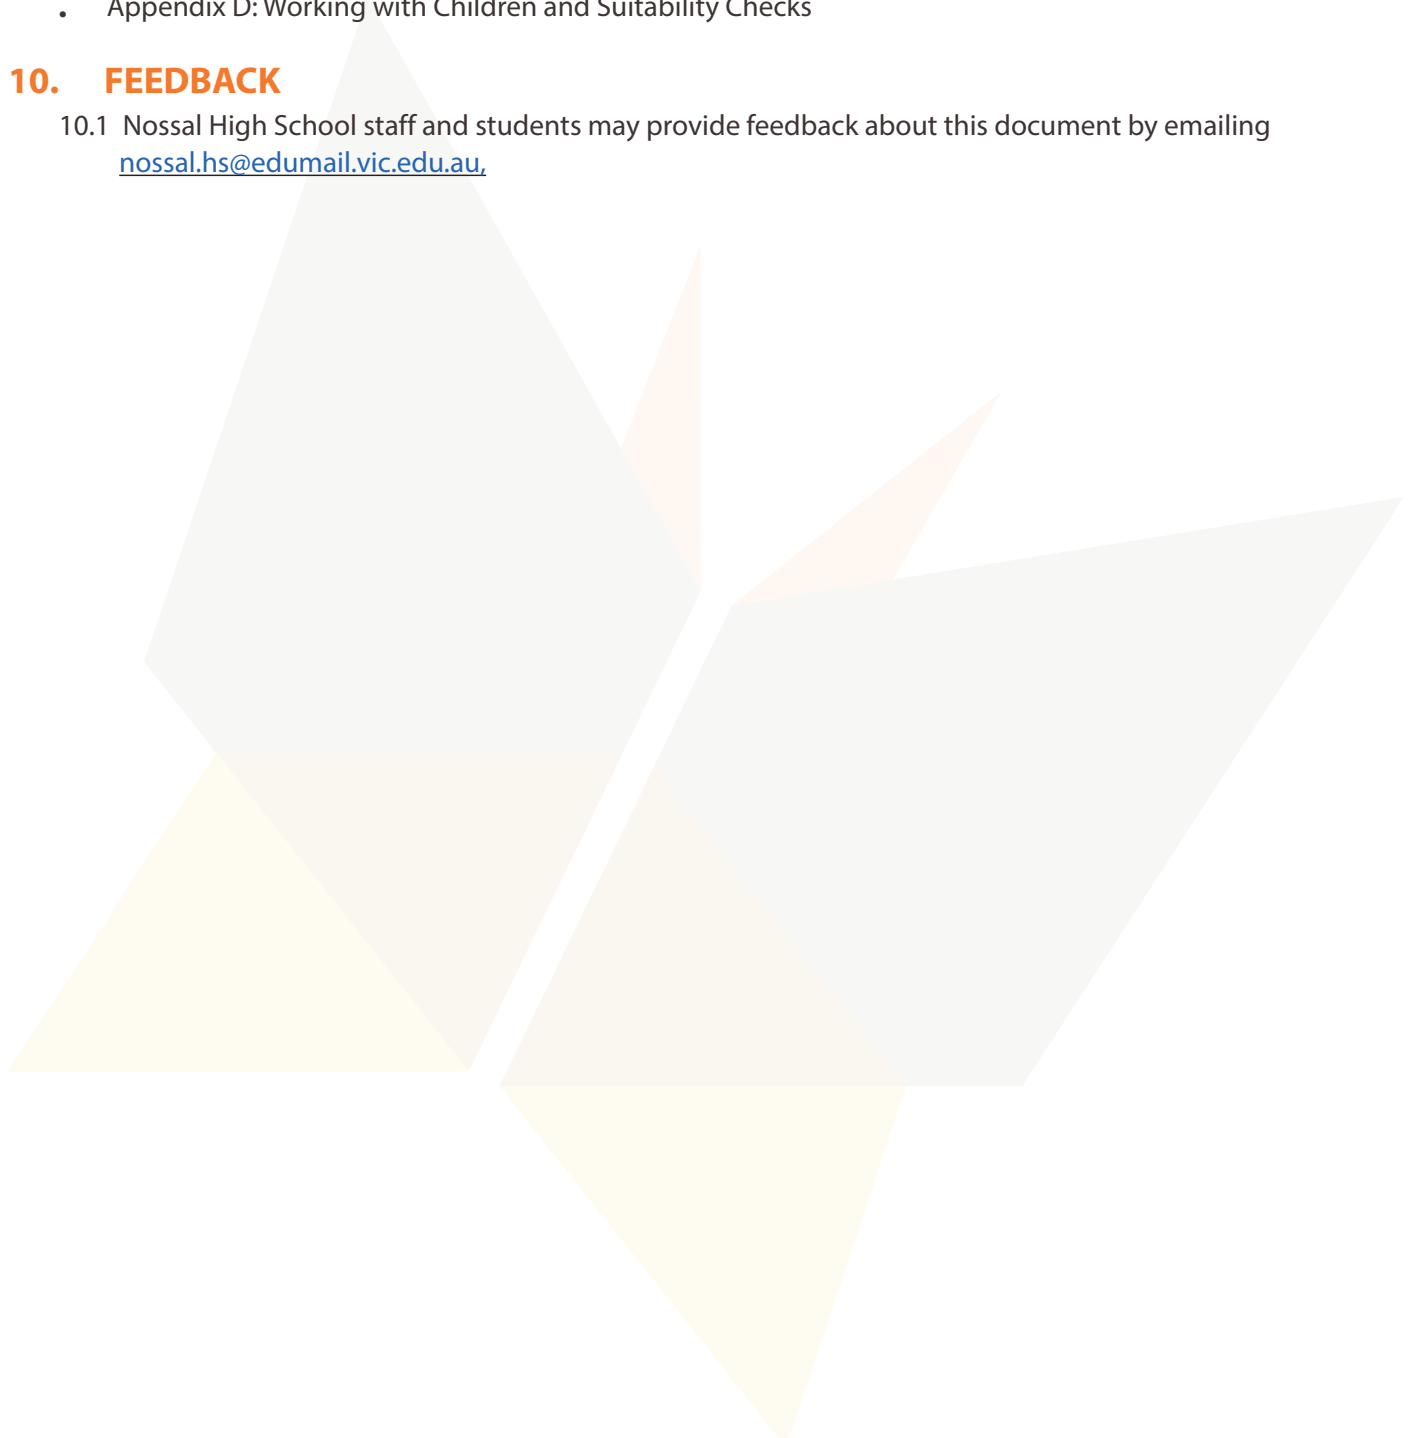 • Appendix D: Working with Children and Suitability Checks
10. FEEDBACK
10.1 Nossal High School staff and students may provide feedback about this document by emailing
nossal.hs@edumail.vic.edu.au,